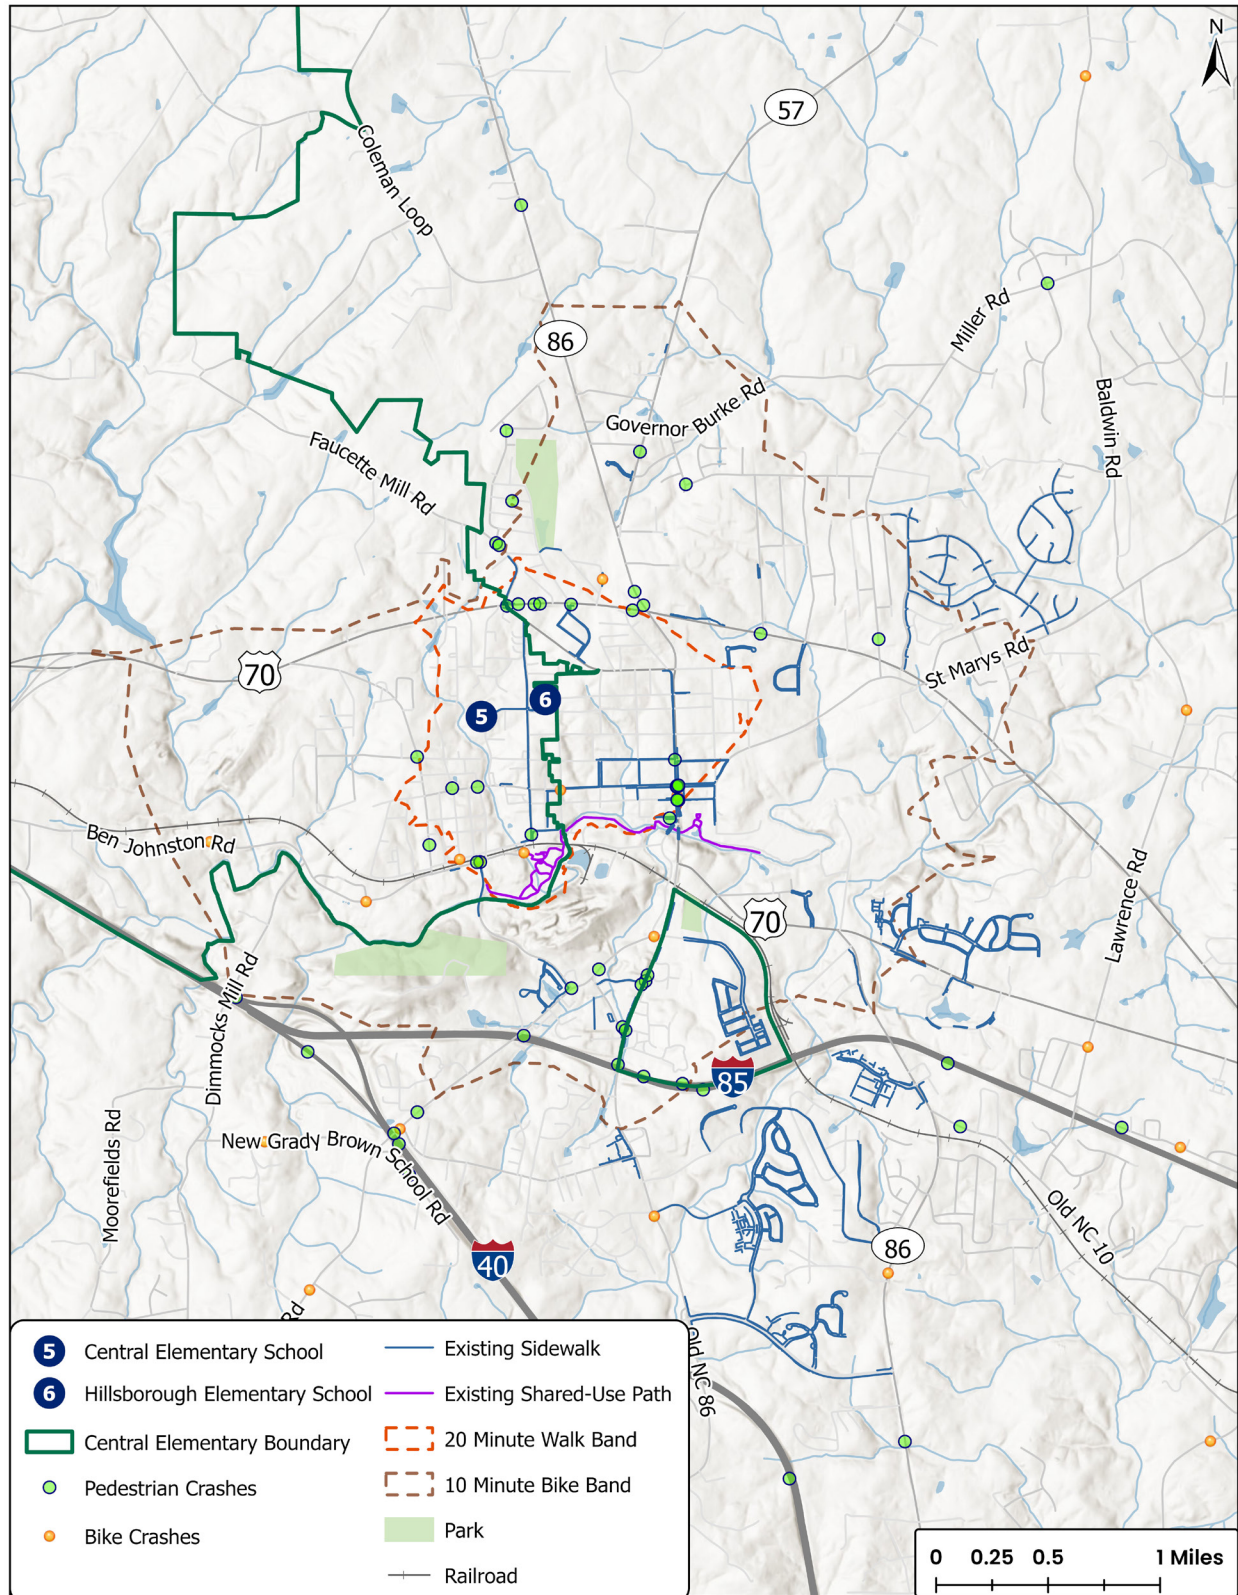 N
57
Coleman Loop
Miller Rd
86
Governor Burke Rd
Baldwin Rd
Faucette Mill Rd
70
St Marys Rd
6
5
Ben Johnston Rd
Lawrence Rd
70
Dimmocks Mill Rd
85
Moorefields Rd
New Grady Brown School Rd
Old NC 10
86
40
Rd
Old NC 86
5 Central Elementary School
6 Hillsborough Elementary School
Central Elementary Boundary
Pedestrian Crashes
Bike Crashes
Existing Sidewalk
Existing Shared-Use Path
20 Minute Walk Band
10 Minute Bike Band
Park
Railroad
0 0.25 0.5 1 Miles